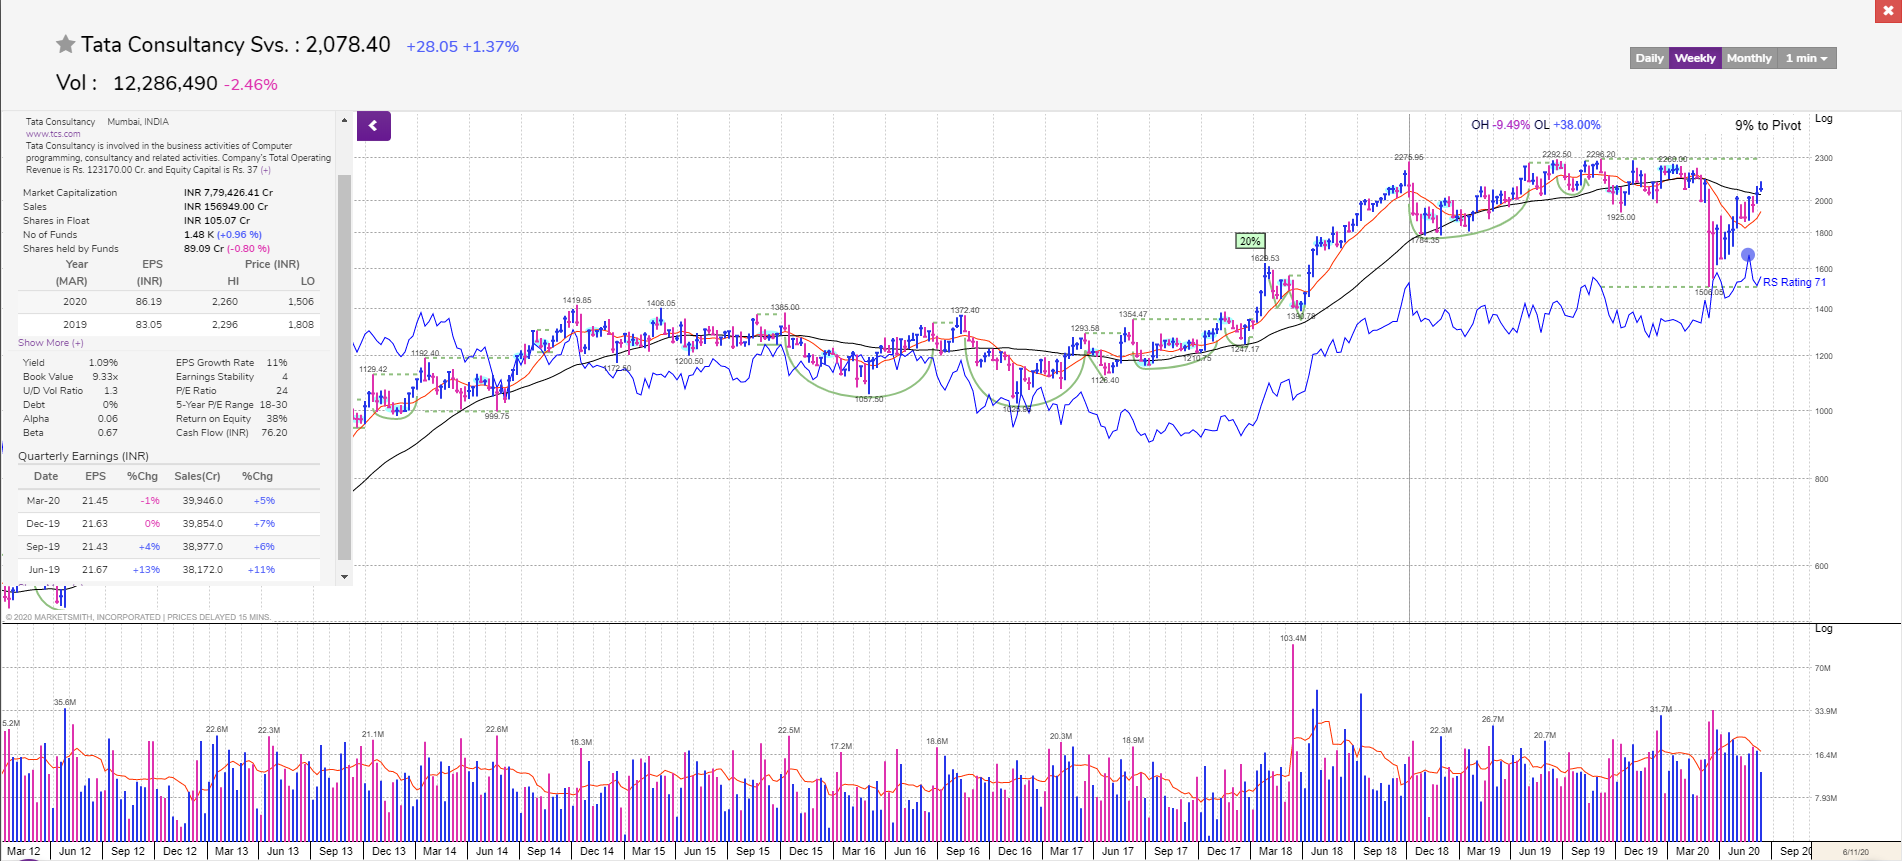 Tata Consultancy Svs. : 2,078.40 +28.05 +1.37%
Vol : 12,286,490 -2.46%
Daily Weekly Monthly 1 min
Tata Consultancy Mumbai, INDIA
www.tcs.com
Tata Consultancy is involved in the business activities of Computer
programming, consultancy and related activities. Company's Total Operating
Revenue is Rs. 123170.00 Cr. and Equity Capital is Rs. 37 (+)
Market Capitalization INR 7,79,426.41 Cr
Sales INR 156949.00 Cr
Shares in Float INR 105.07 Cr
No of Funds 1.48 K (+0.96 %)
Shares held by Funds 89.09 Cr (-0.80 %)
Year EPS Price (INR)
(MAR) (INR) HI LO
2020 86.19 2,260 1,506
2019 83.05 2,296 1,808
Show More (+)
Yield 1.09% EPS Growth Rate 11%
Book Value 9.33x Earnings Stability 4
U/D Vol Ratio 1.3 P/E Ratio 24
Debt 0% 5-Year P/E Range 18-30
Alpha 0.06 Return on Equity 38%
Beta 0.67 Cash Flow (INR) 76.20
Quarterly Earnings (INR)
Date EPS %Chg Sales(Cr) %Chg
Mar-20 21.45 -1% 39,946.0 +5%
Dec-19 21.63 0% 39,854.0 +7%
Sep-19 21.43 +4% 38,977.0 +6%
Jun-19 21.67 +13% 38,172.0 +11%
© 2020 MARKETSMITH, INCORPORATED | PRICES DELAYED 15 MINS.
OH -9.49% OL +38.00% 9% to Pivot
Log
2275.95 2292.50 2296.20
2300
2000
1925.00
1800
1784.35
20%
1629.53
1600
RS Rating 71
1506.05
1419.85 1406.05 1385.00 1372.40 1354.47
1400
1293.58
1192.40 1200.50 1172.50 1247.17 1210.75
1200
1129.42 1126.40
1057.50
999.75
1000
800
600
Log
103.4M
70M
35.6M 31.7M
33.9M
5.2M 22.6M 22.3M 21.1M 22.6M 18.3M 22.5M 17.2M 18.6M 20.3M 18.9M 22.3M 26.7M 20.7M
16.4M
7.93M
Mar 12 Jun 12 Sep 12 Dec 12 Mar 13 Jun 13 Sep 13 Dec 13 Mar 14 Jun 14 Sep 14 Dec 14 Mar 15 Jun 15 Sep 15 Dec 15 Mar 16 Jun 16 Sep 16 Dec 16 Mar 17 Jun 17 Sep 17 Dec 17 Mar 18 Jun 18 Sep 18 Dec 18 Mar 19 Jun 19 Sep 19 Dec 19 Mar 20 Jun 20 Sep 20
6/11/20